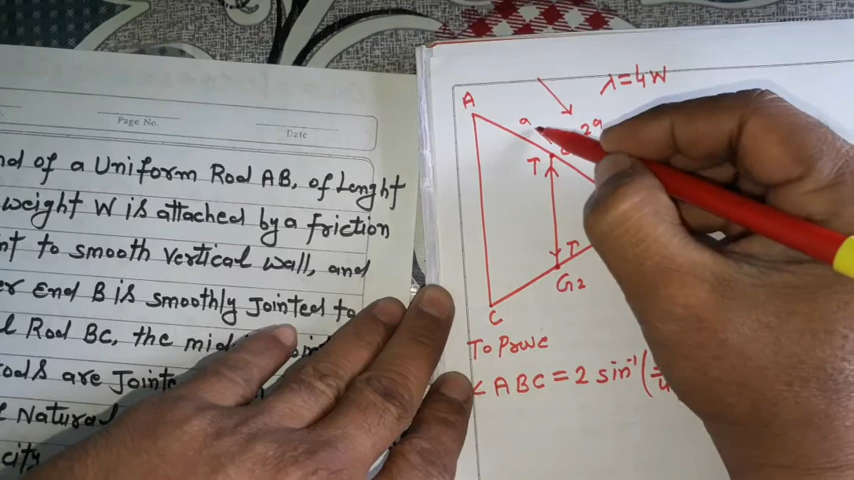 Page No.
Date
nd of a Uniform Rod AB, of Lenght
weight W is attached by a friction
nt to smooth vertical wall, and
er End B is smoothly Jointed to
l Rod BC, the mid
rods are Jointe
Natural
city
λ=4W
A
a
2a
T
T
G2
C
To Prove
∠ABC = 2 sin⁻¹(